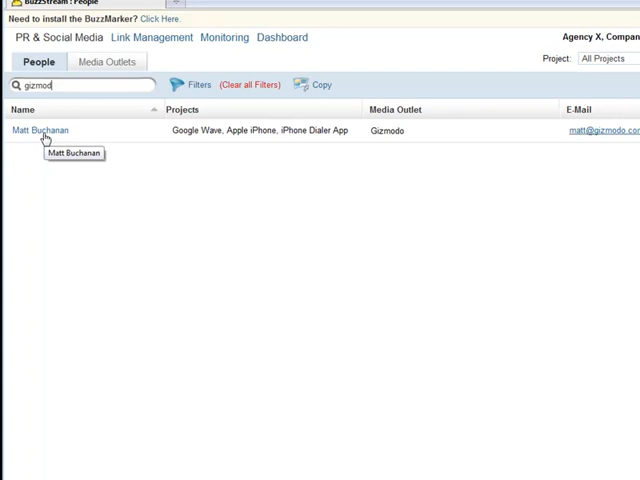 BuzzStream : People
Need to install the BuzzMarker? Click Here.
PR & Social Media Link Management Monitoring Dashboard Agency X, Compan
People Media Outlets Project: All Projects
gizmod Filters (Clear all Filters) Copy
Name Projects Media Outlet E-Mail
Matt Buchanan Google Wave, Apple iPhone, iPhone Dialer App Gizmodo matt@gizmodo.com
Matt Buchanan